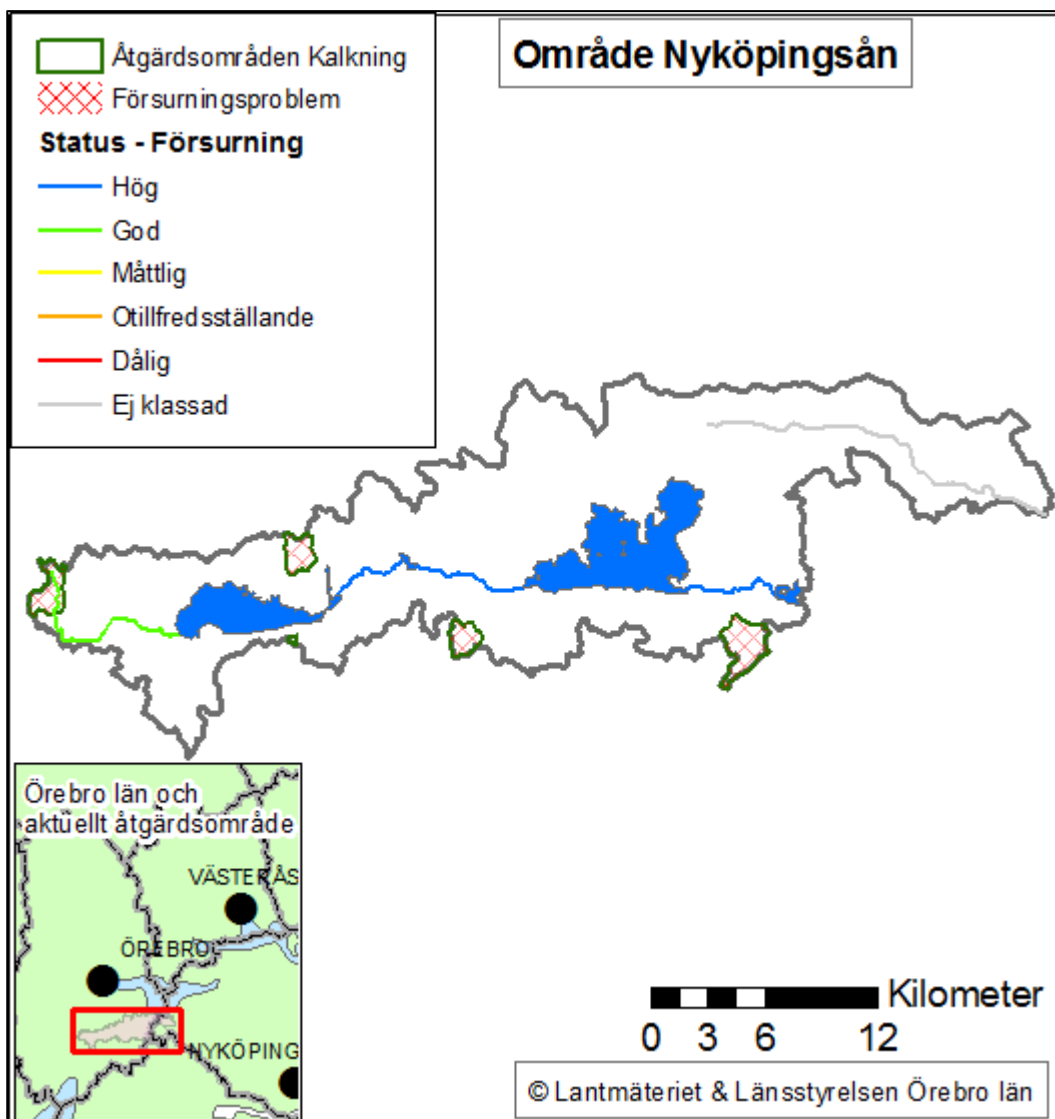 Åtgärdsområden Kalkning
Försurningsproblem
Status - Försurning
Hög
God
Måttlig
Otillfredsställande
Dålig
Ej klassad
Område Nyköpingsån
Örebro län och
aktuellt åtgärdsområde
VÄSTERÅS
ÖREBRO
NYKÖPING
Kilometer
0 3 6 12
© Lantmäteriet & Länsstyrelsen Örebro län